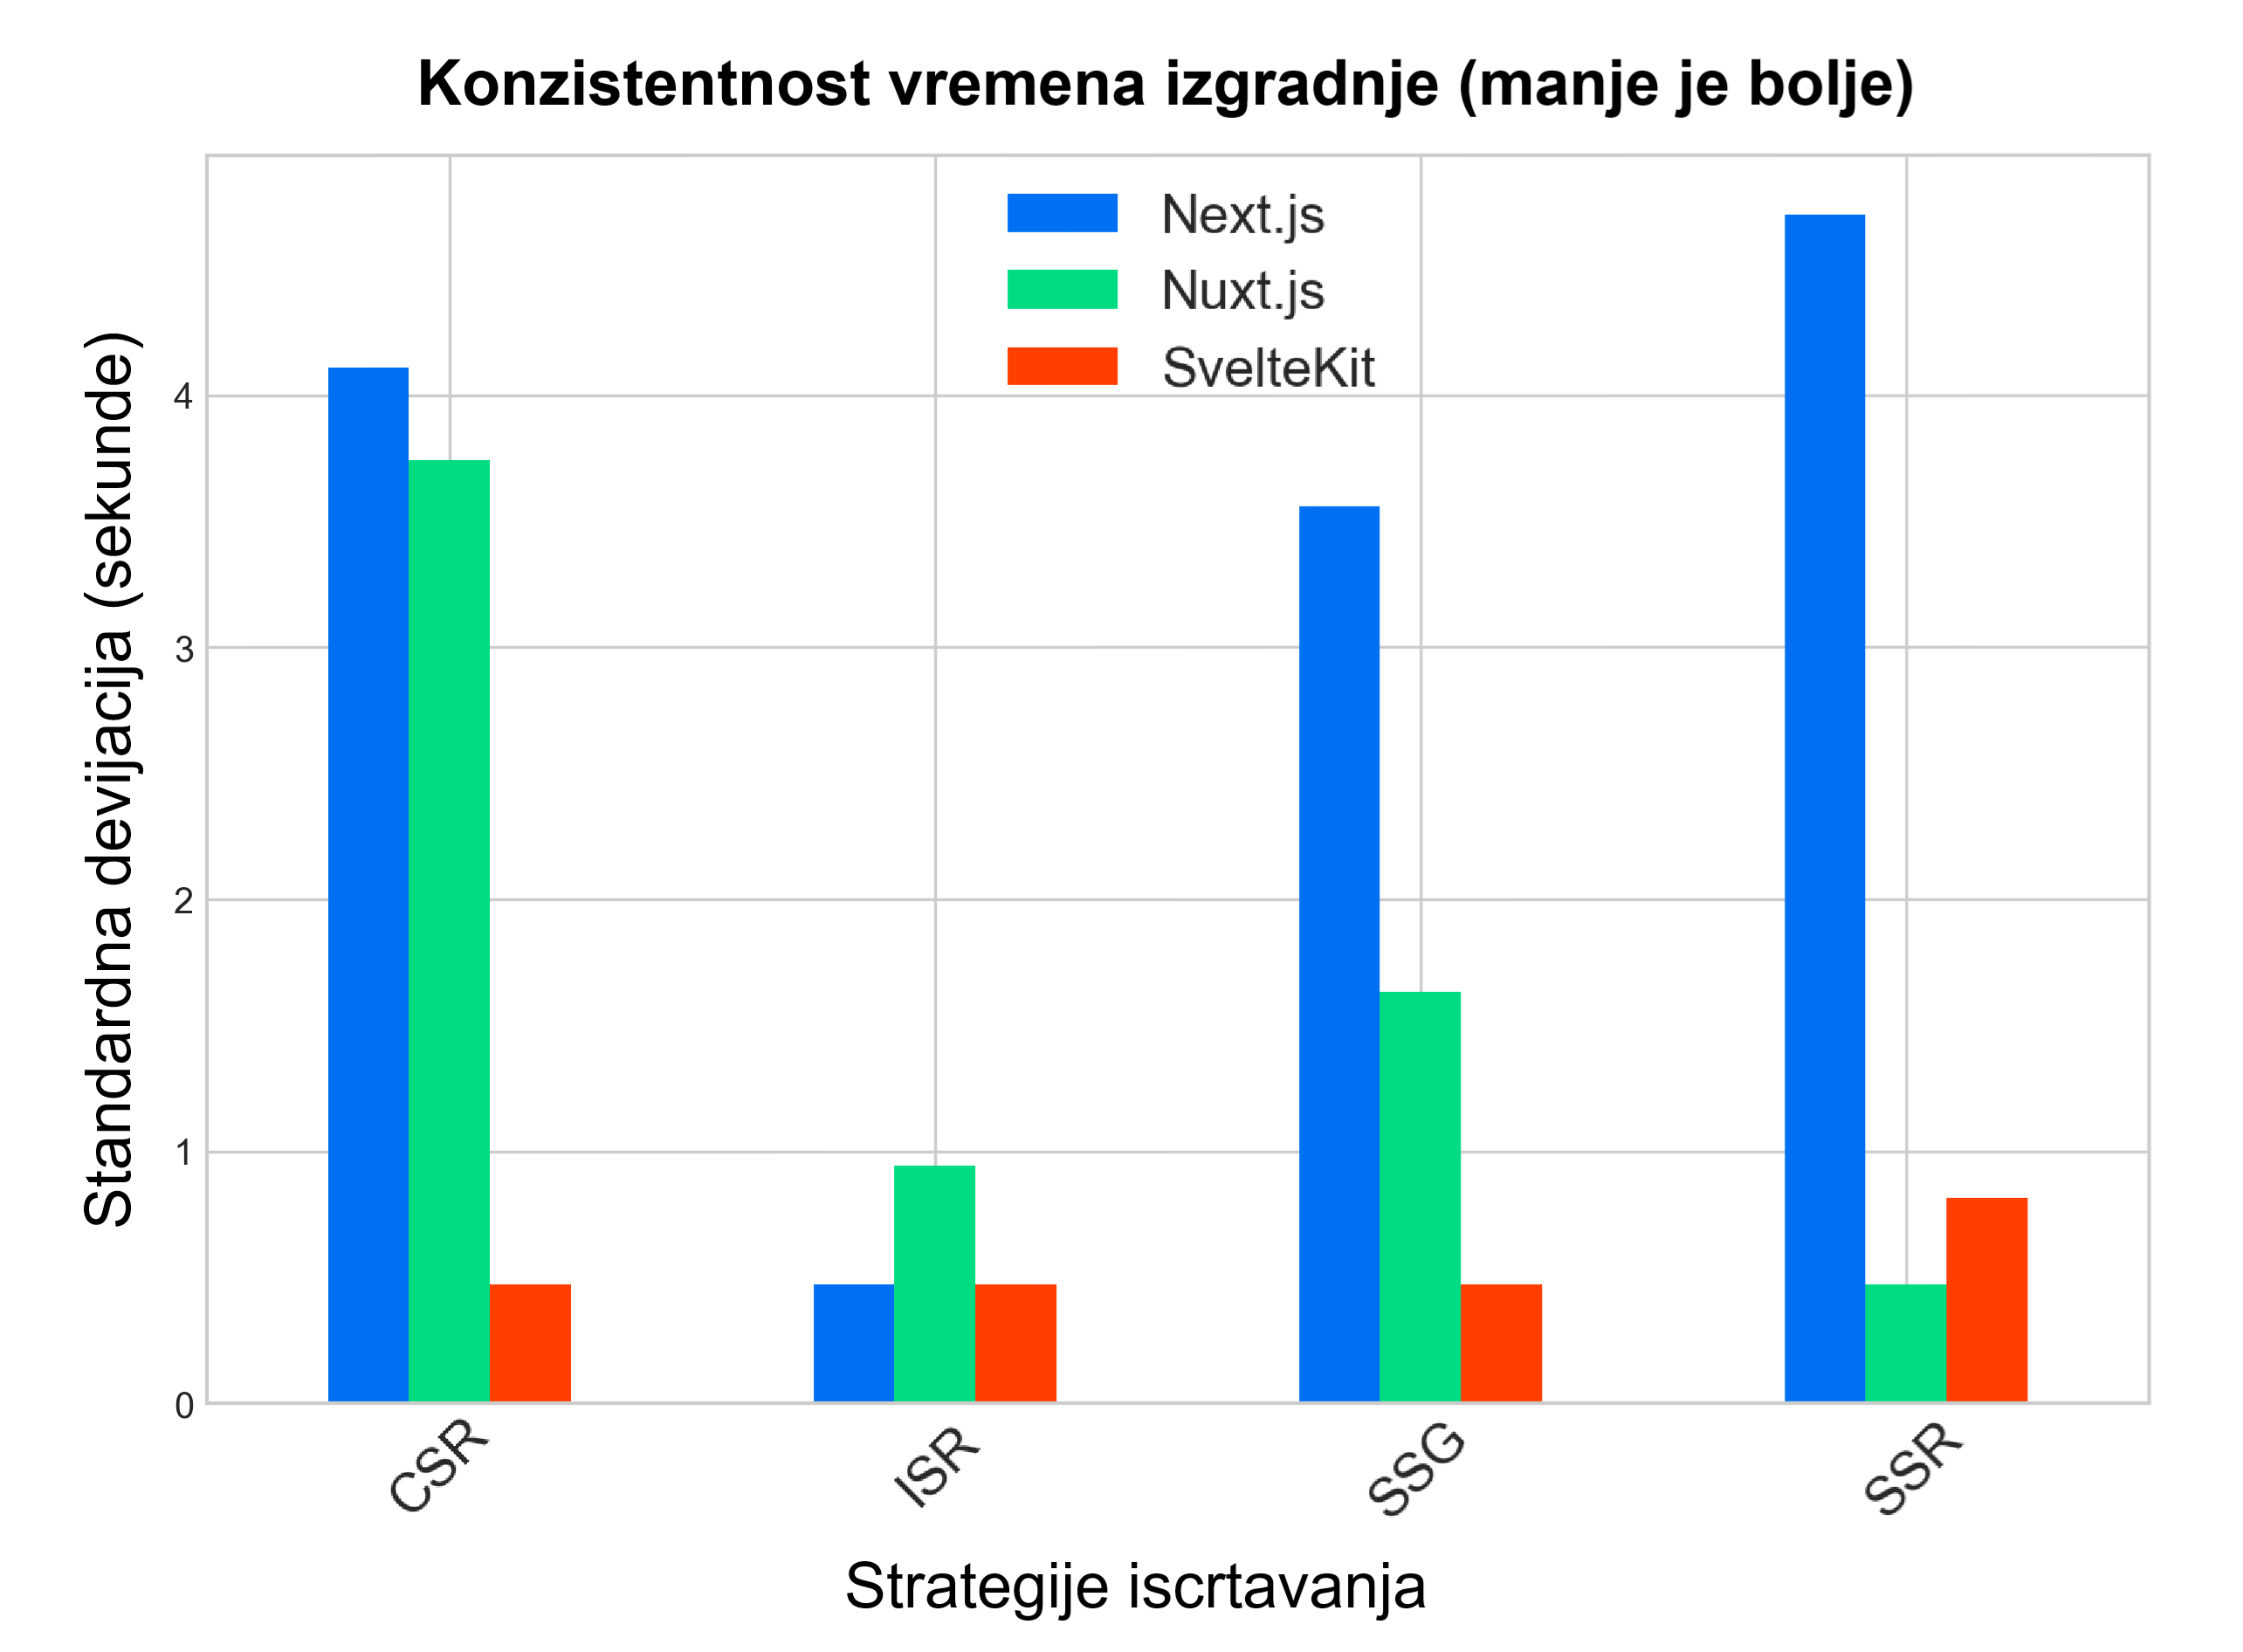 Konzistentnost vremena izgradnje (manje je bolje)
Next.js
Nuxt.js
SvelteKit
Standardna devijacija (sekunde)
4
3
2
1
0
CSR
ISR
SSG
SSR
Strategije iscrtavanja